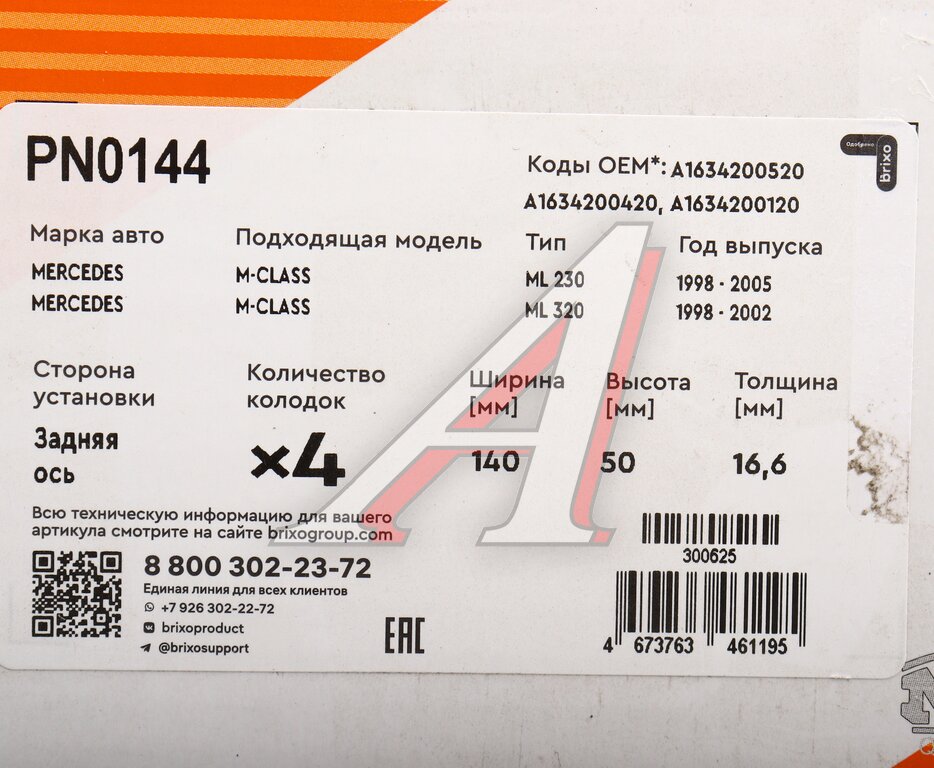 PN0144
Коды OEM*: A1634200520
A1634200420, A1634200120
Одобрено
brixo
Марка авто Подходящая модель Тип Год выпуска
MERCEDES M-CLASS ML 230 1998 - 2005
MERCEDES M-CLASS ML 320 1998 - 2002
Сторона установки
Количество колодок
Ширина [мм]
Высота [мм]
Толщина [мм]
Задняя ось
×4
140
50
16,6
Всю техническую информацию для вашего
артикула смотрите на сайте brixogroup.com
8 800 302-23-72
Единая линия для всех клиентов
+7 926 302-22-72
brixoproduct
@brixosupport
EAC
300625
4 673763 461195
A